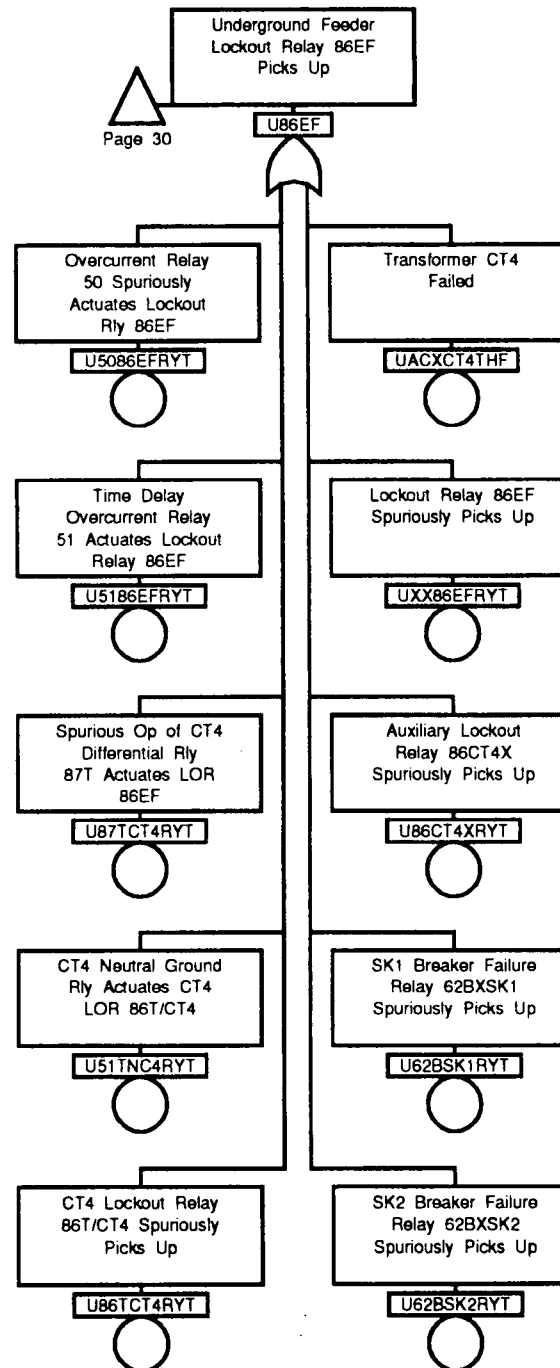 Underground Feeder
Lockout Relay 86EF
Picks Up
Page 30
U86EF
Overcurrent Relay
50 Spuriously
Actuates Lockout
Rly 86EF
U5086EFRYT
Transformer CT4
Failed
UACXCT4THF
Time Delay
Overcurrent Relay
51 Actuates Lockout
Relay 86EF
U5186EFRYT
Lockout Relay 86EF
Spuriously Picks Up
UXX86EFRYT
Spurious Op of CT4
Differential Rly
87T Actuates LOR
86EF
U87TCT4RYT
Auxiliary Lockout
Relay 86CT4X
Spuriously Picks Up
U86CT4XRYT
CT4 Neutral Ground
Rly Actuates CT4
LOR 86T/CT4
U51TNC4RYT
SK1 Breaker Failure
Relay 62BXSK1
Spuriously Picks Up
U62BSK1RYT
CT4 Lockout Relay
86T/CT4 Spuriously
Picks Up
U86TCT4RYT
SK2 Breaker Failure
Relay 62BXSK2
Spuriously Picks Up
U62BSK2RYT